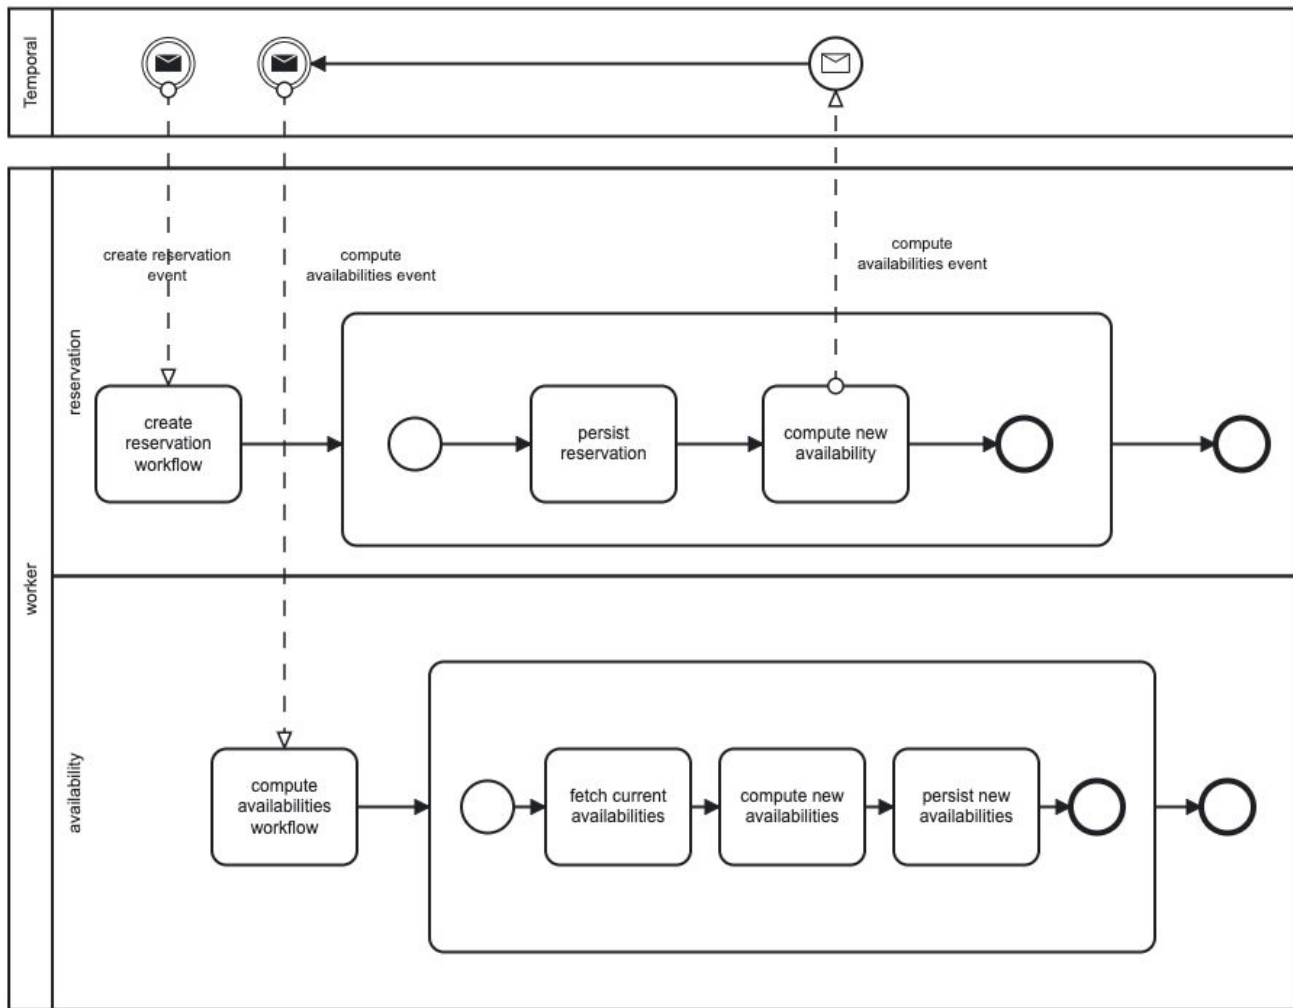 Temporal
create reservation
event
compute
availabilities event
compute
availabilities event
worker
reservation
create
reservation
workflow
persist
reservation
compute new
availability
availability
compute
availabilities
workflow
fetch current
availabilities
compute new
availabilities
persist new
availabilities